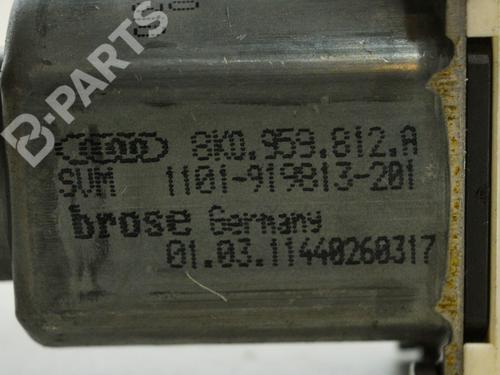 B-PARTS
8K0.959.812.A
SVM 1101-919813-201
brose Germany
01.03.11440260317